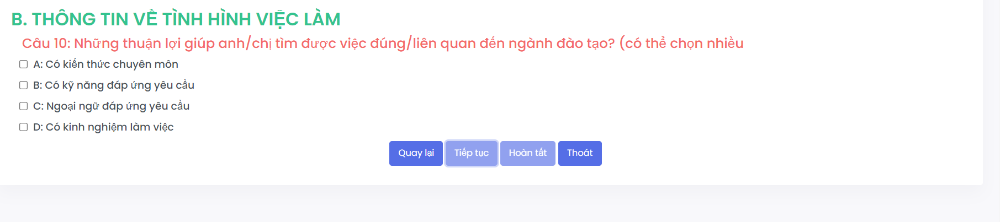 B. THÔNG TIN VỀ TÌNH HÌNH VIỆC LÀM
Câu 10: Những thuận lợi giúp anh/chị tìm được việc đúng/liên quan đến ngành đào tạo? (có thể chọn nhiều
A: Có kiến thức chuyên môn
B: Có kỹ năng đáp ứng yêu cầu
C: Ngoại ngữ đáp ứng yêu cầu
D: Có kinh nghiệm làm việc
Quay lại Tiếp tục Hoàn tất Thoát